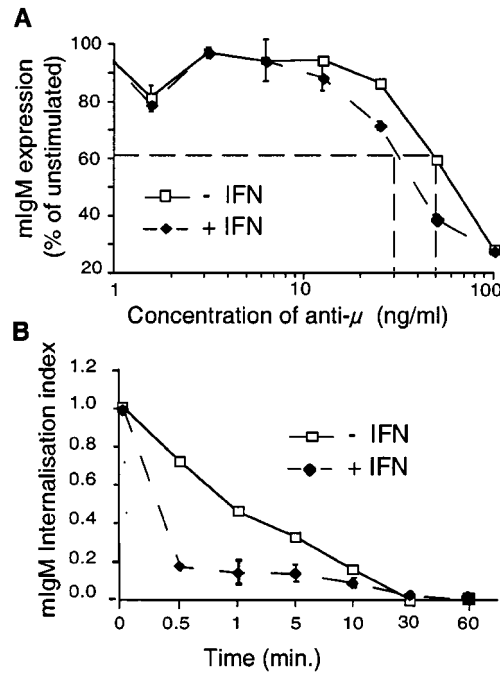 A
mIgM expression
(% of unstimulated)
100
80
60
40
20
- IFN
+ IFN
1
10
100
Concentration of anti-μ (ng/ml)
B
mIgM Internalisation index
1.2
1.0
0.8
0.6
0.4
0.2
0.0
- IFN
+ IFN
0 0.5 1 5 10 30 60
Time (min.)